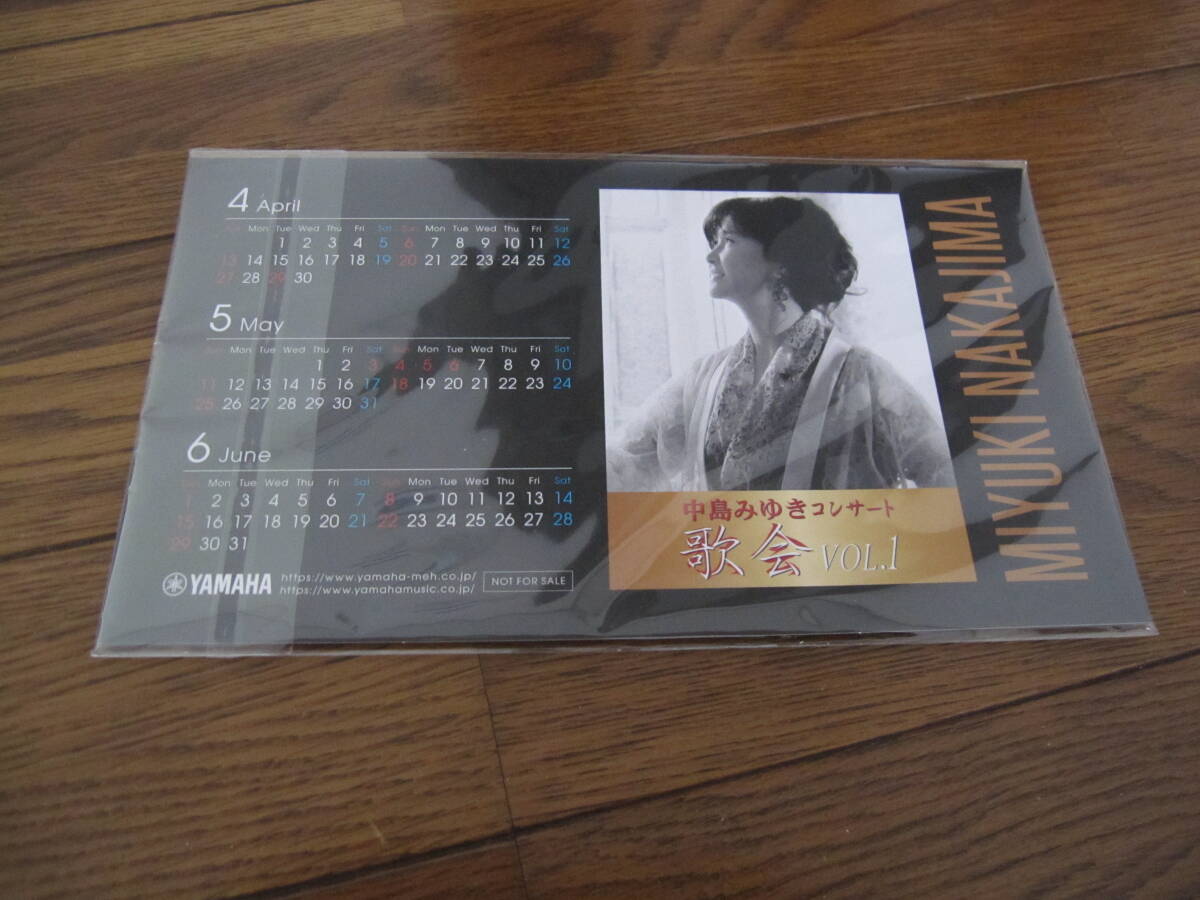 4 April
Sun Mon Tue Wed Thu Fri Sat Sun Mon Tue Wed Thu Fri Sat
1 2 3 4 5 6 7 8 9 10 11 12
13 14 15 16 17 18 19 20 21 22 23 24 25 26
27 28 29 30
5 May
Sun Mon Tue Wed Thu Fri Sat Sun Mon Tue Wed Thu Fri Sat
1 2 3 4 5 6 7 8 9 10
11 12 13 14 15 16 17 18 19 20 21 22 23 24
25 26 27 28 29 30 31
6 June
Sun Mon Tue Wed Thu Fri Sat Sun Mon Tue Wed Thu Fri Sat
1 2 3 4 5 6 7 8 9 10 11 12 13 14
15 16 17 18 19 20 21 22 23 24 25 26 27 28
29 30 31
YAMAHA
https://www.yamaha-meh.co.jp/
https://www.yamahamusic.co.jp/
NOT FOR SALE
中島みゆきコンサート
歌会 VOL.1
MIYUKI NAKAJIMA